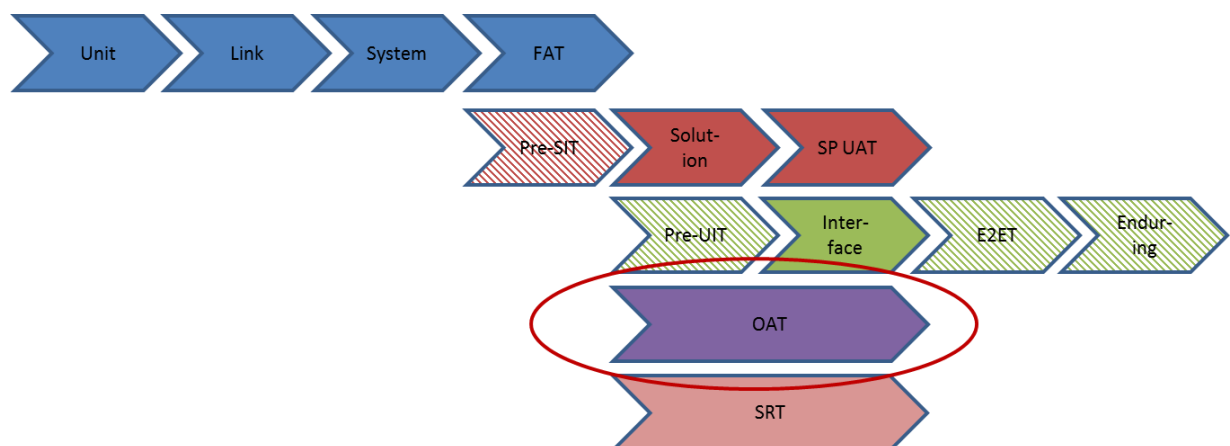 Unit
Link
System
FAT
Pre-SIT
Solut-
ion
SP UAT
Pre-UIT
Inter-
face
E2ET
Endur-
ing
OAT
SRT